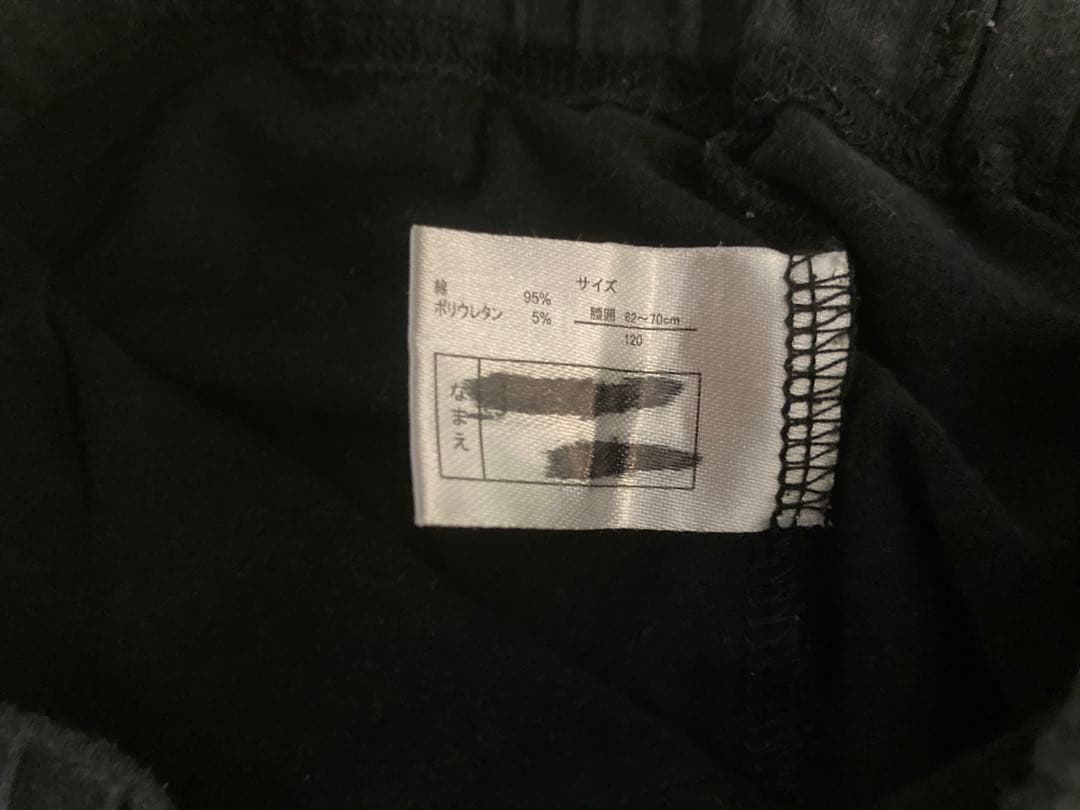 綿 95%
ポリウレタン 5%
サイズ
腰囲 62〜70cm
120
なまえ